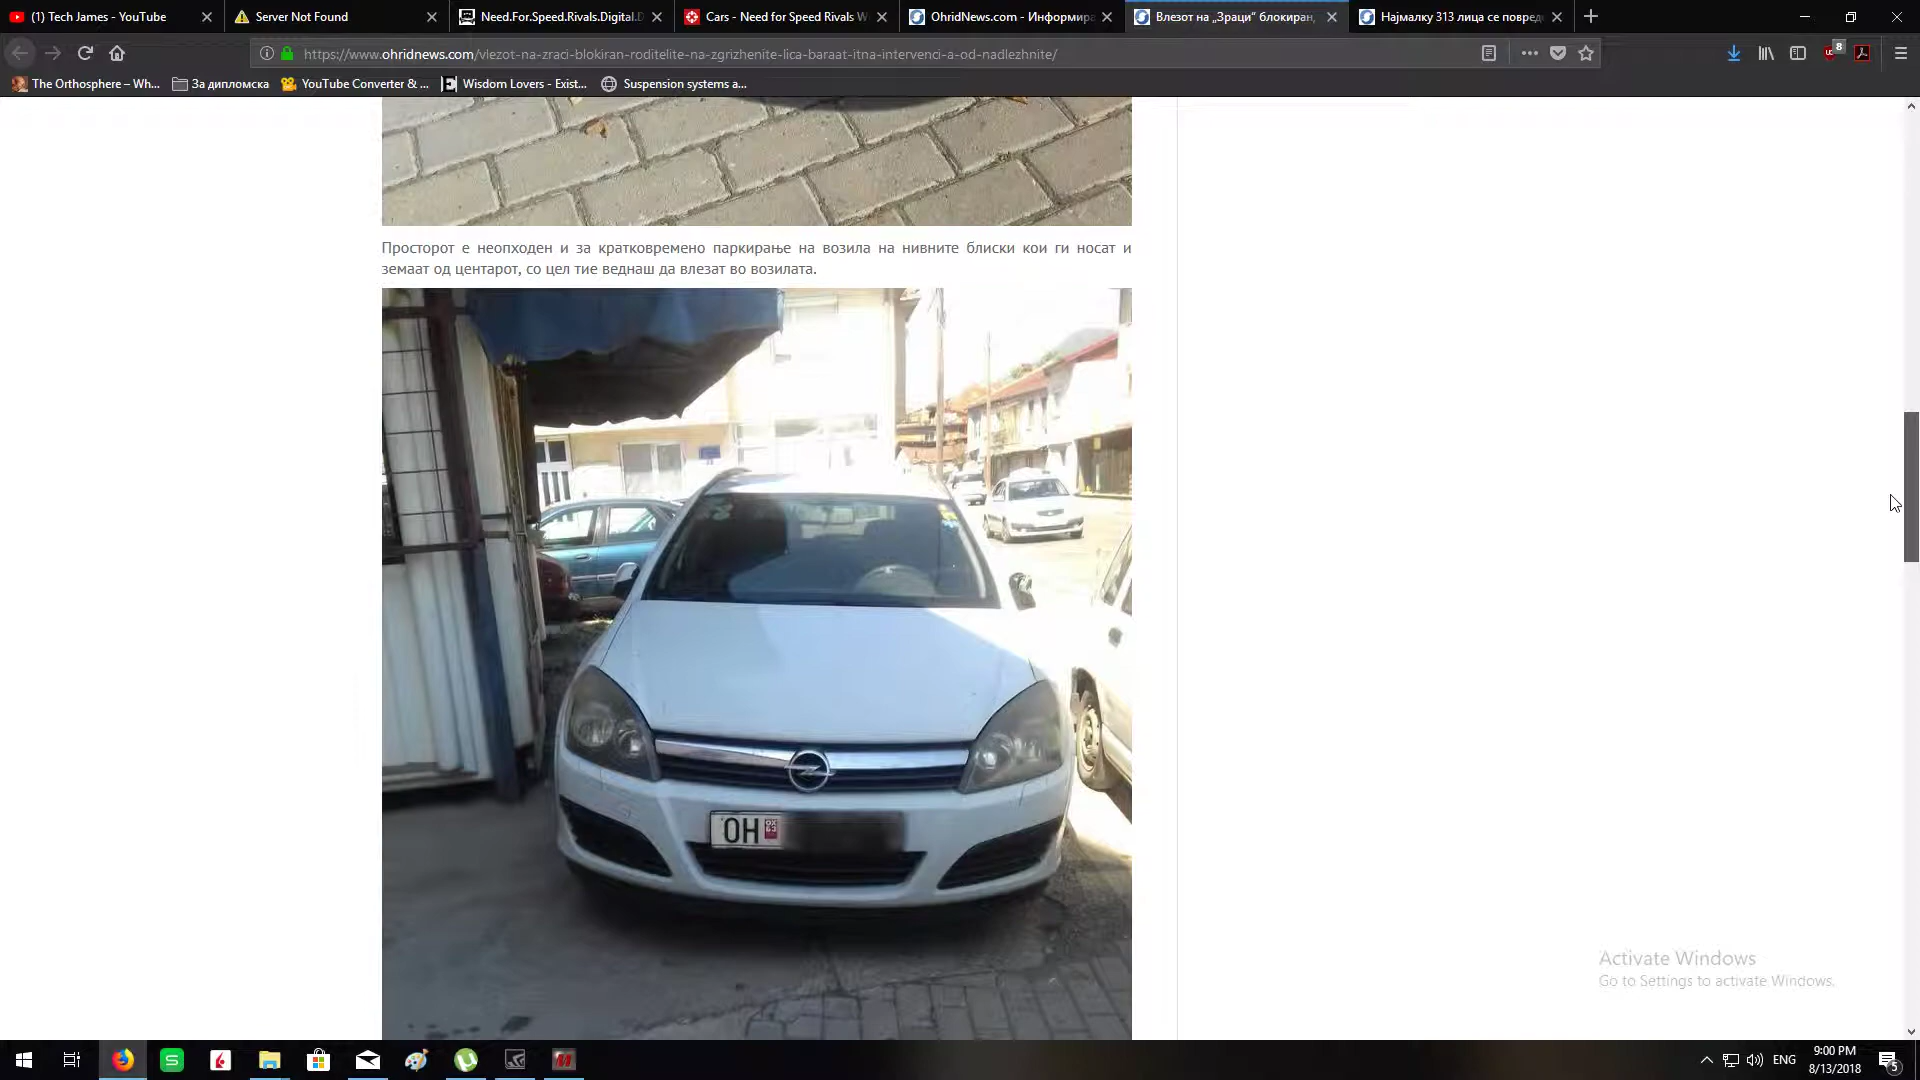 (1) Tech James - YouTube
Server Not Found
Need.For.Speed.Rivals.Digital.D
Cars - Need for Speed Rivals W
OhridNews.com - Информира
Влезот на „Зраци“ блокиран,
Најмалку 313 лица се повред
https://www.ohridnews.com/vlezot-na-zraci-blokiran-roditelite-na-zgrizhenite-lica-baraat-itna-intervenci-a-od-nadlezhnite/
8
The Orthosphere – Wh...
За дипломска
YouTube Converter & ...
Wisdom Lovers - Exist...
Suspension systems a...
Просторот е неопходен и за кратковремено паркирање на возила на нивните блиски кои ги носат и
земаат од центарот, со цел тие веднаш да влезат во возилата.
OH
Activate Windows
Go to Settings to activate Windows.
ENG
9:00 PM
8/13/2018
5